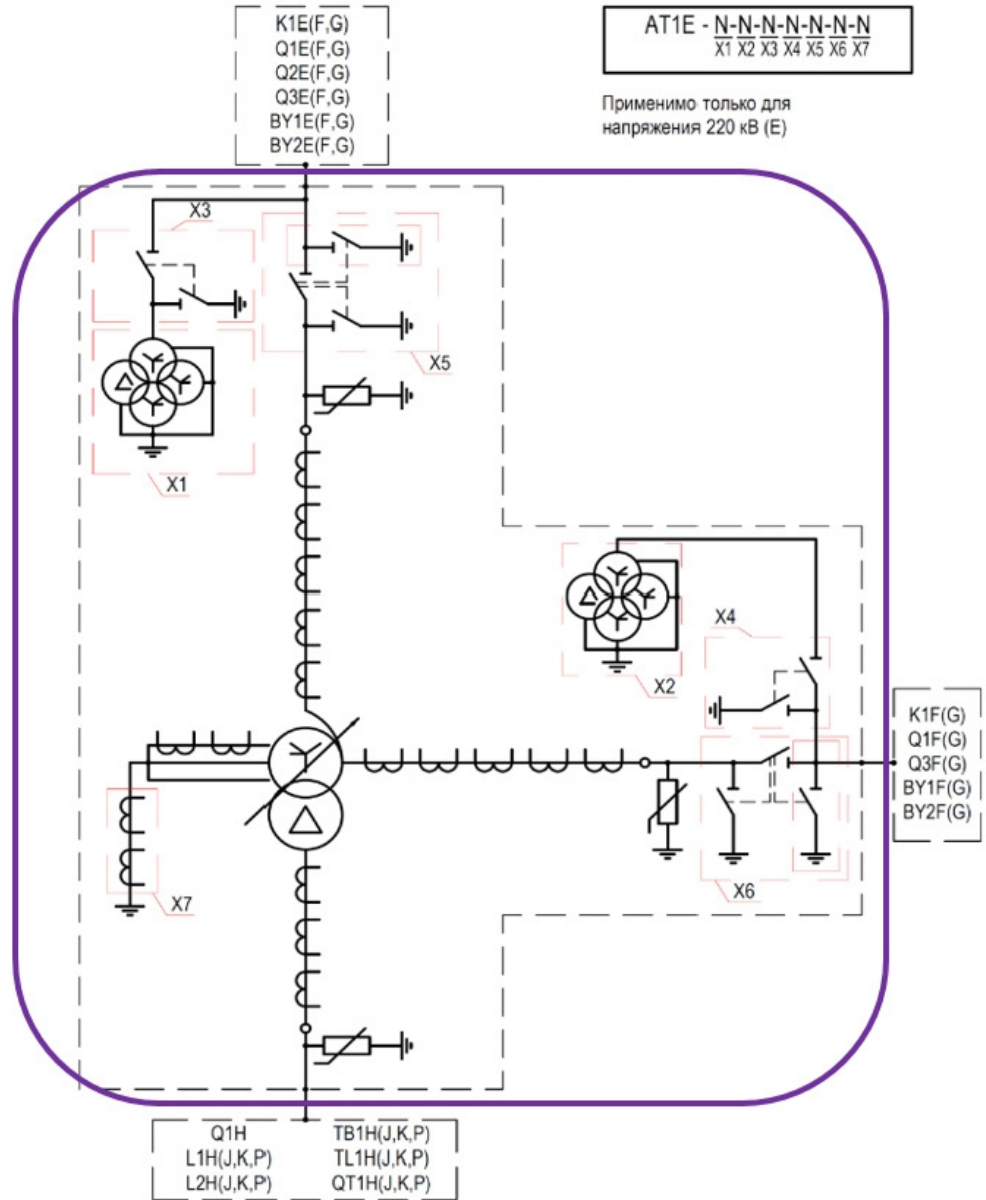 K1E(F,G)
Q1E(F,G)
Q2E(F,G)
Q3E(F,G)
BY1E(F,G)
BY2E(F,G)
AT1E - N-N-N-N-N-N-N
X1 X2 X3 X4 X5 X6 X7
Применимо только для
напряжения 220 кВ (Е)
X3
X5
X1
X4
X2
K1F(G)
Q1F(G)
Q3F(G)
BY1F(G)
BY2F(G)
X6
X7
Q1H TB1H(J,K,P)
L1H(J,K,P) TL1H(J,K,P)
L2H(J,K,P) QT1H(J,K,P)